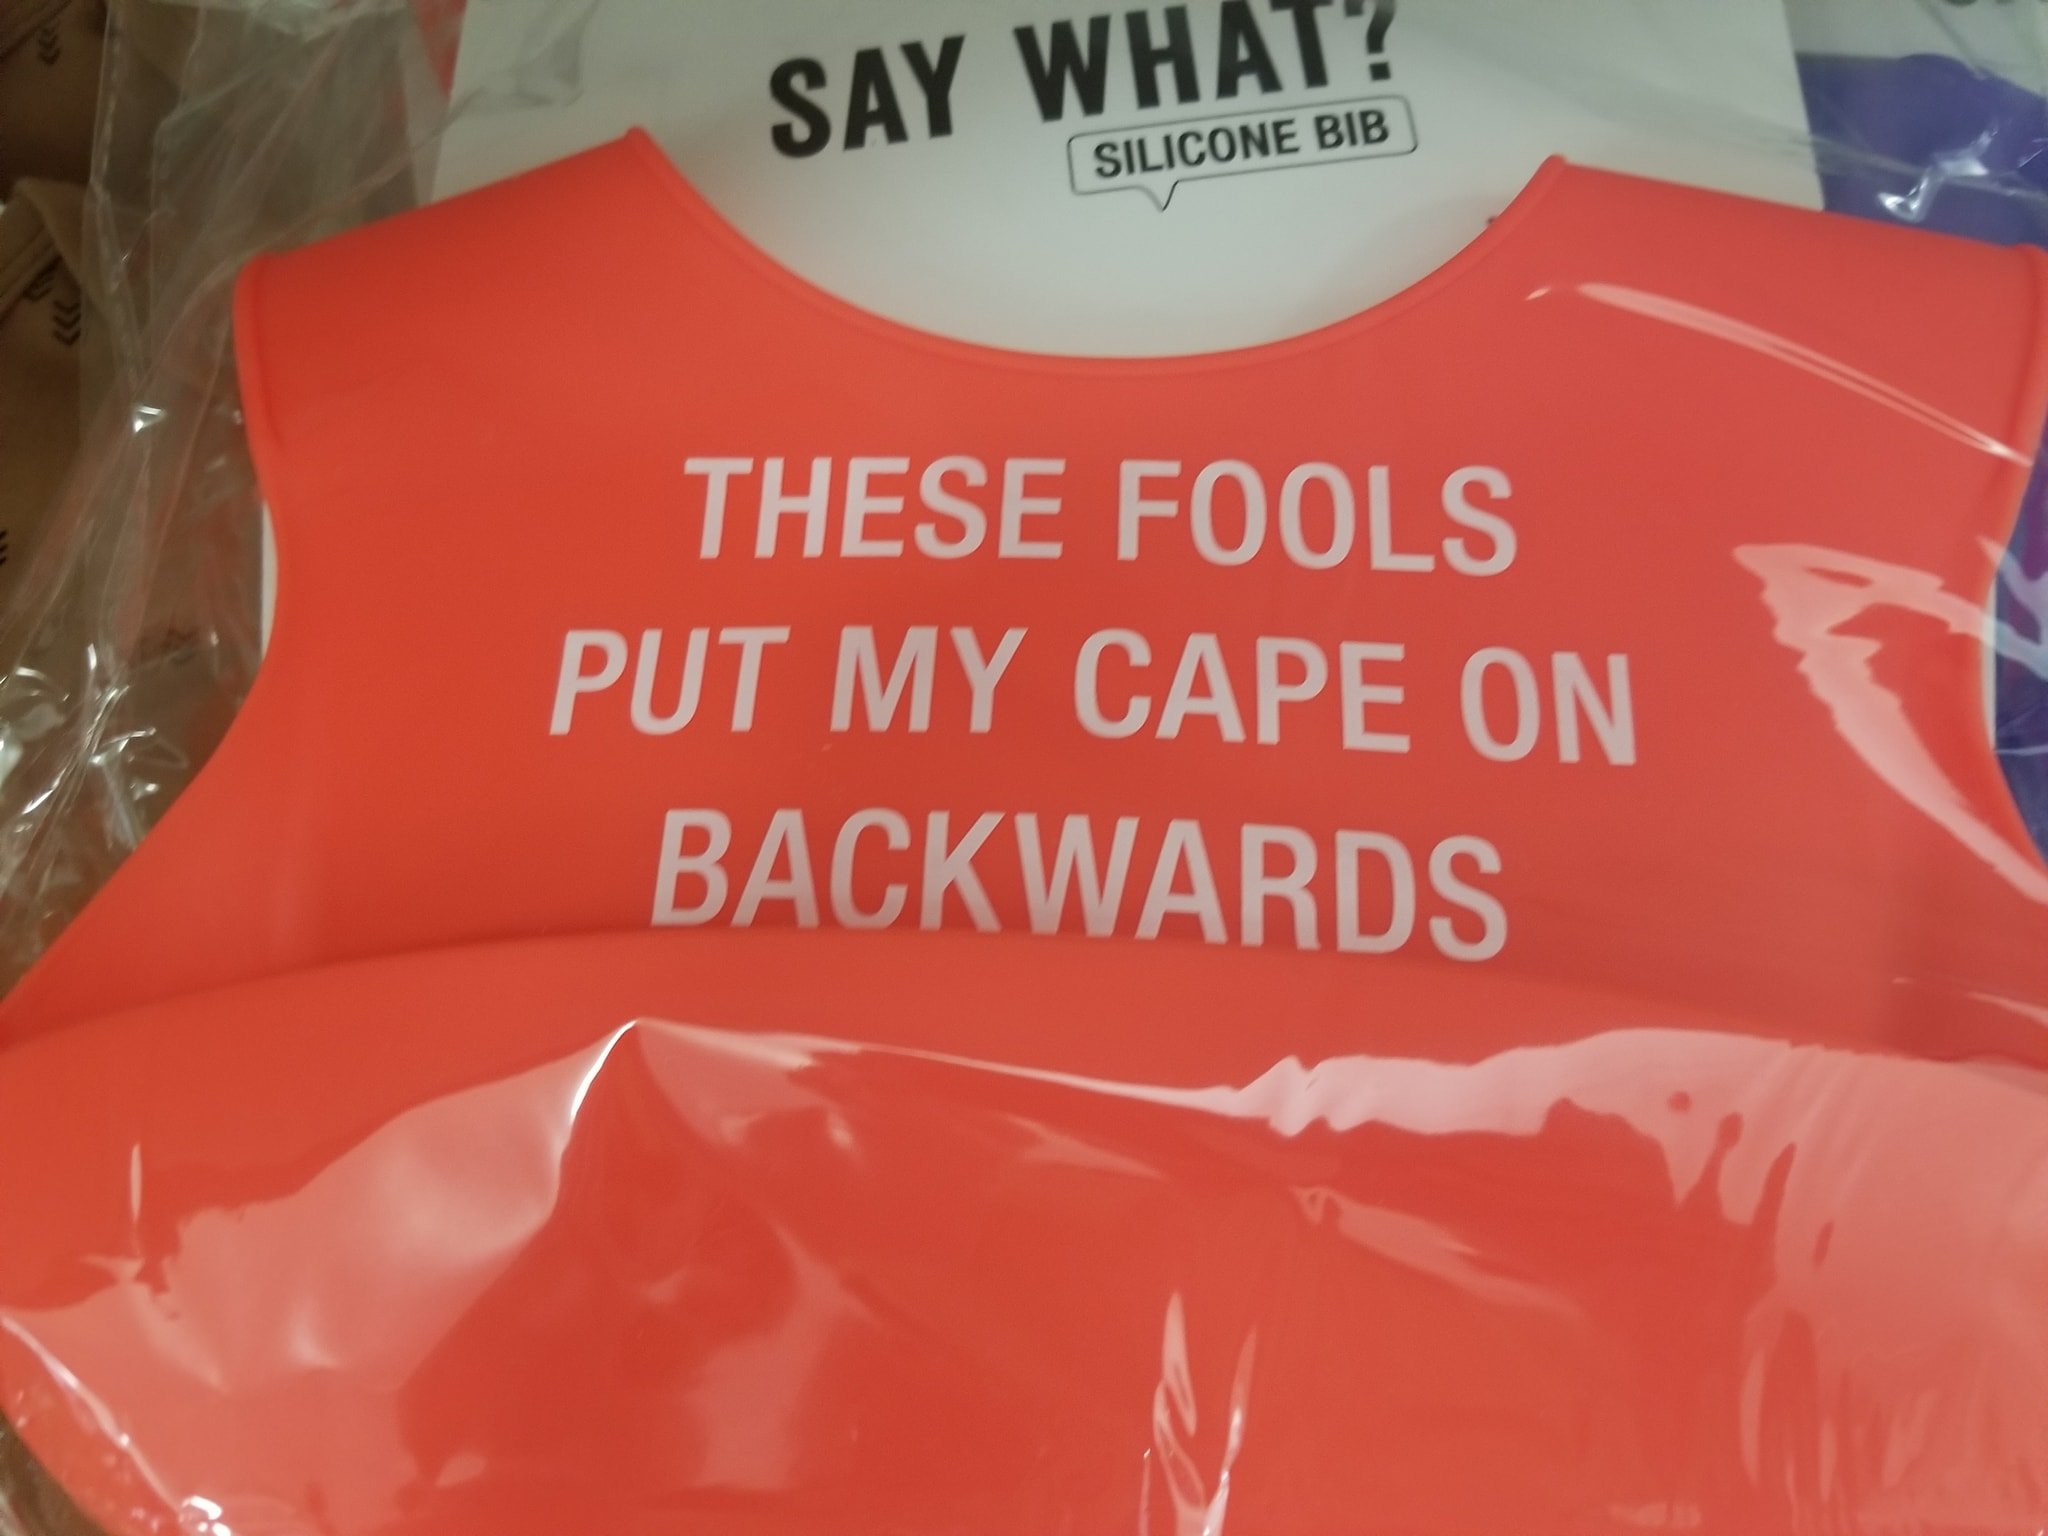 SAY WHAT?
SILICONE BIB
THESE FOOLS
PUT MY CAPE ON
BACKWARDS